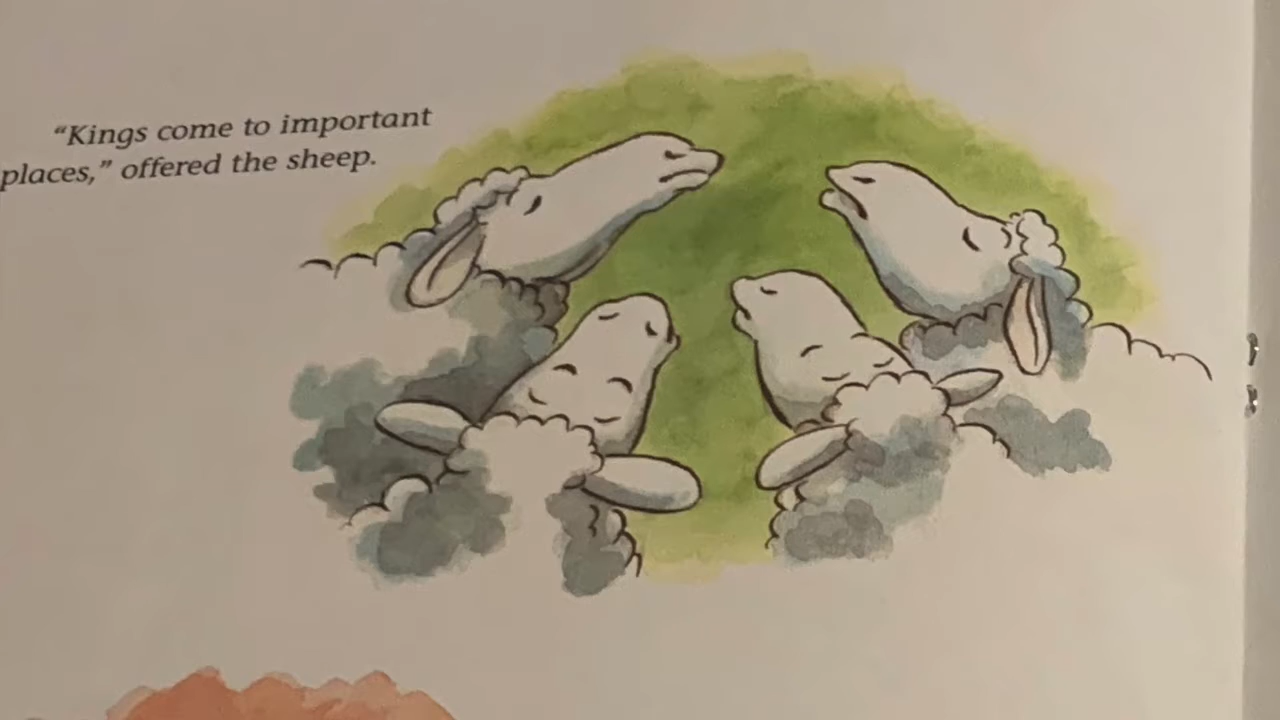 “Kings come to important
places,” offered the sheep.